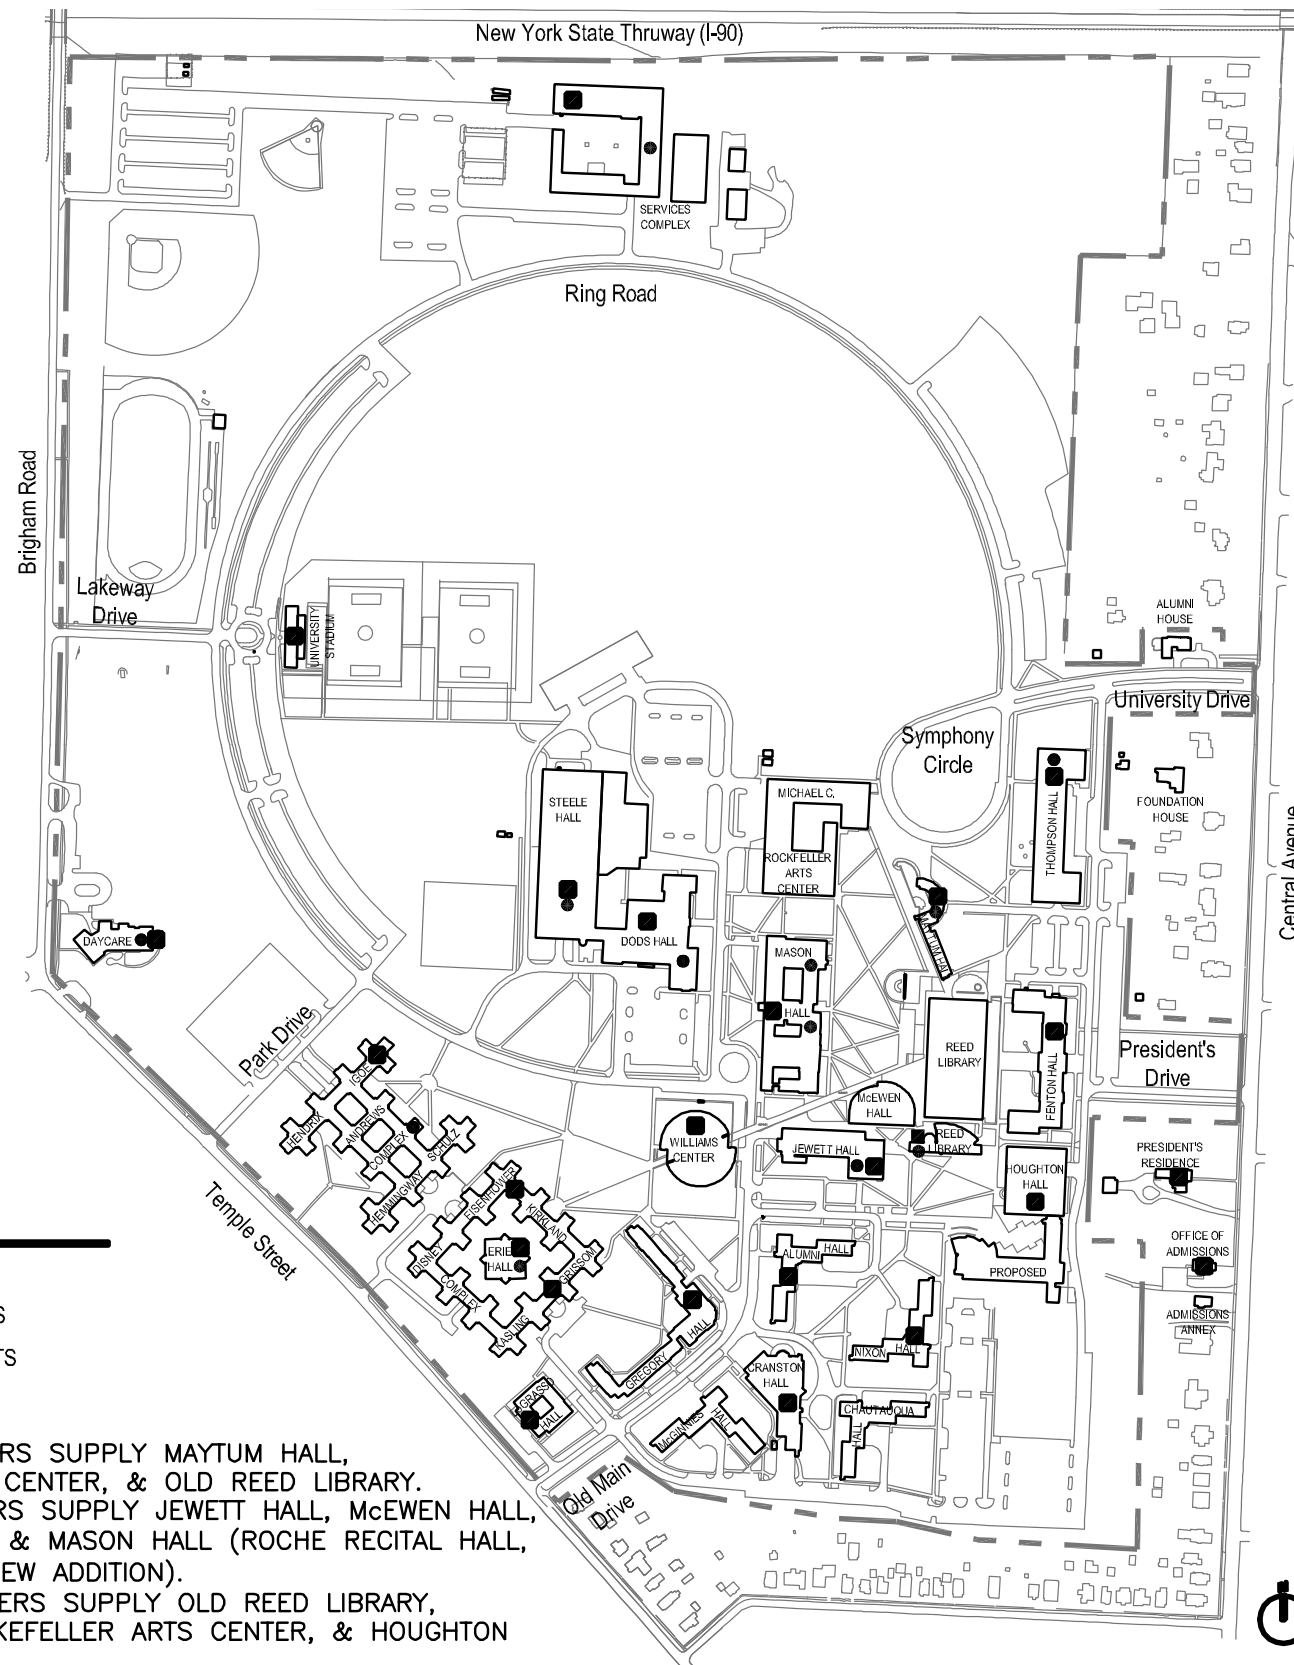 New York State Thruway (I-90)
SERVICES
COMPLEX
Ring Road
Brigham Road
Lakeway
Drive
UNIVERSITY
STADIUM
ALUMNI
HOUSE
University Drive
Symphony
Circle
FOUNDATION
HOUSE
Central Avenue
STEELE
HALL
MICHAEL C.
ROCKFELLER
ARTS
CENTER
THOMPSON HALL
DODS HALL
MAYTUM HALL
DAYCARE
MASON
HALL
REED
LIBRARY
FENTON HALL
President's
Drive
Park Drive
IGOE
HENDRIX
ANDREWS
COMPLEX
SCHULZ
HEMMINGWAY
McEWEN
HALL
WILLIAMS
CENTER
JEWETT HALL
REED
LIBRARY
HOUGHTON
HALL
PRESIDENT'S
RESIDENCE
Temple Street
EISENHOWER
KIRKLAND
DISNEY
ERIE
HALL
GRISSOM
COMPLEX
KASLING
ALUMNI HALL
PROPOSED
OFFICE OF
ADMISSIONS
ADMISSIONS
ANNEX
NIXON HALL
GREGORY HALL
CRANSTON
HALL
GRASSO
HALL
McGINNIES
HALL
CHAUTAUQUA
HALL
Old Main
Drive
S
TS
ERS SUPPLY MAYTUM HALL,
CENTER, & OLD REED LIBRARY.
RS SUPPLY JEWETT HALL, McEWEN HALL,
& MASON HALL (ROCHE RECITAL HALL,
EW ADDITION).
ERS SUPPLY OLD REED LIBRARY,
KEFELLER ARTS CENTER, & HOUGHTON